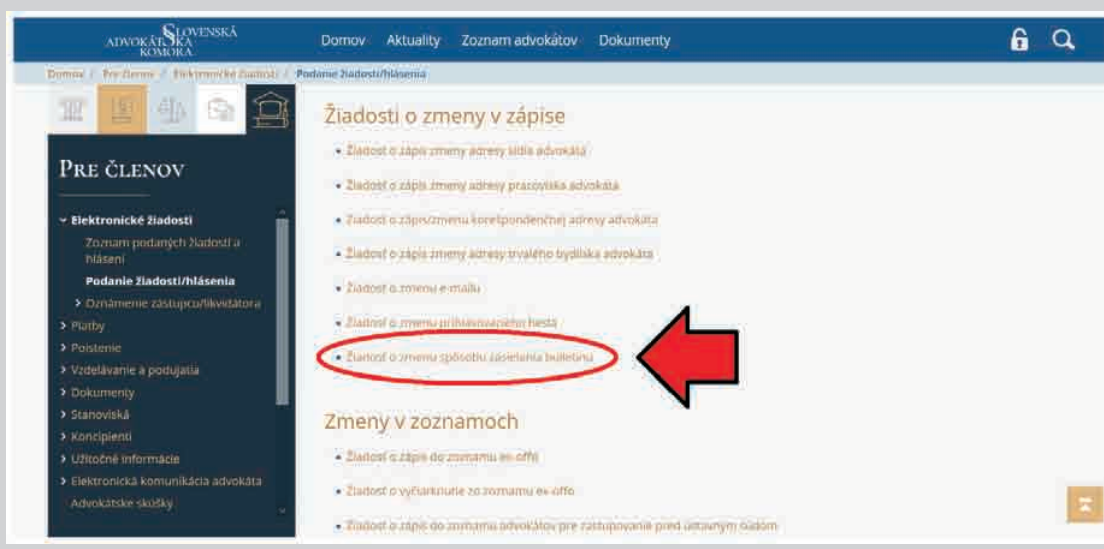 SLOVENSKÁ
ADVOKÁTSKA
KOMORA
Domov Aktuality Zoznam advokátov Dokumenty
Domov / Pre členov / Elektronické žiadosti / Podanie žiadosti/hlásenia
PRE ČLENOV
Elektronické žiadosti
Zoznam podaných žiadostí a
hlásení
Podanie žiadosti/hlásenia
Oznámenie zástupcu/likvidátora
Platby
Poistenie
Vzdelávanie a podujatia
Dokumenty
Stanoviská
Koncipienti
Užitočné informácie
Elektronická komunikácia advokáta
Advokátske skúšky
Žiadosti o zmeny v zápise
• Žiadosť o zápis zmeny adresy sídla advokáta
• Žiadosť o zápis zmeny adresy pracoviska advokáta
• Žiadosť o zápis/zmenu korešpondenčnej adresy advokáta
• Žiadosť o zápis zmeny adresy trvalého bydliska advokáta
• Žiadosť o zmenu e-mailu
• Žiadosť o zmenu prihlasovacieho hesla
• Žiadosť o zmenu spôsobu zasielania bulletinu
Zmeny v zoznamoch
• Žiadosť o zápis do zoznamu ex-offo
• Žiadosť o vyčiarknutie zo zoznamu ex-offo
• Žiadosť o zápis do zoznamu advokátov pre zastupovanie pred ústavným súdom